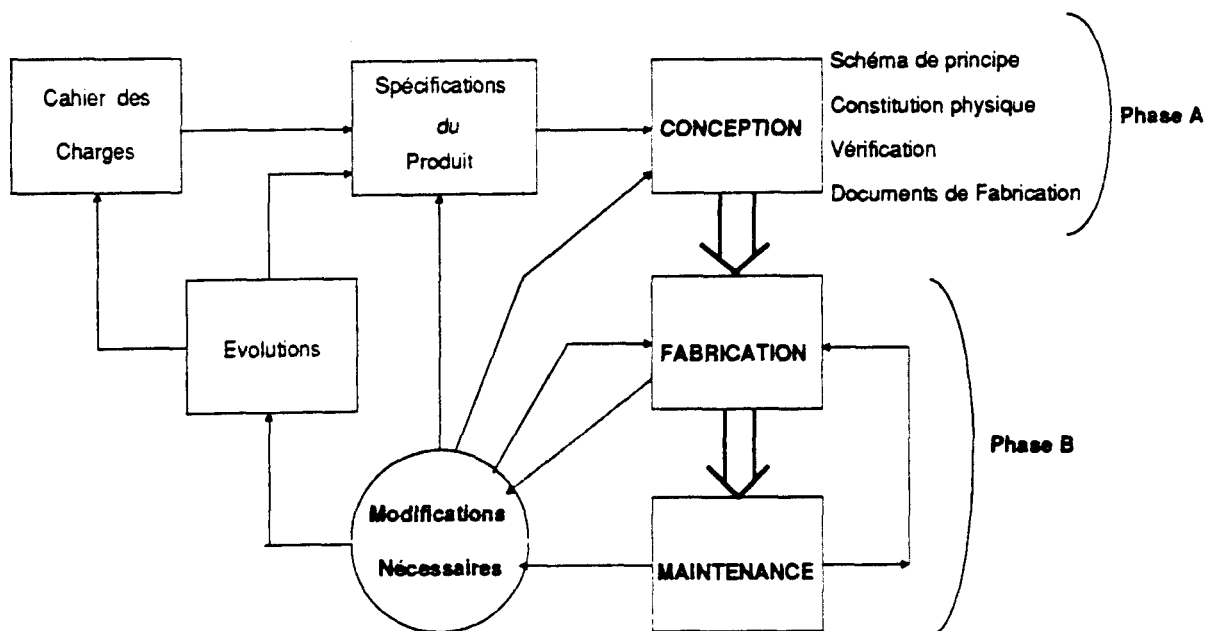 Cahier des
Charges
Spécifications
du
Produit
CONCEPTION
Schéma de principe
Constitution physique
Vérification
Documents de Fabrication
Phase A
Evolutions
FABRICATION
Phase B
Modifications
Nécessaires
MAINTENANCE